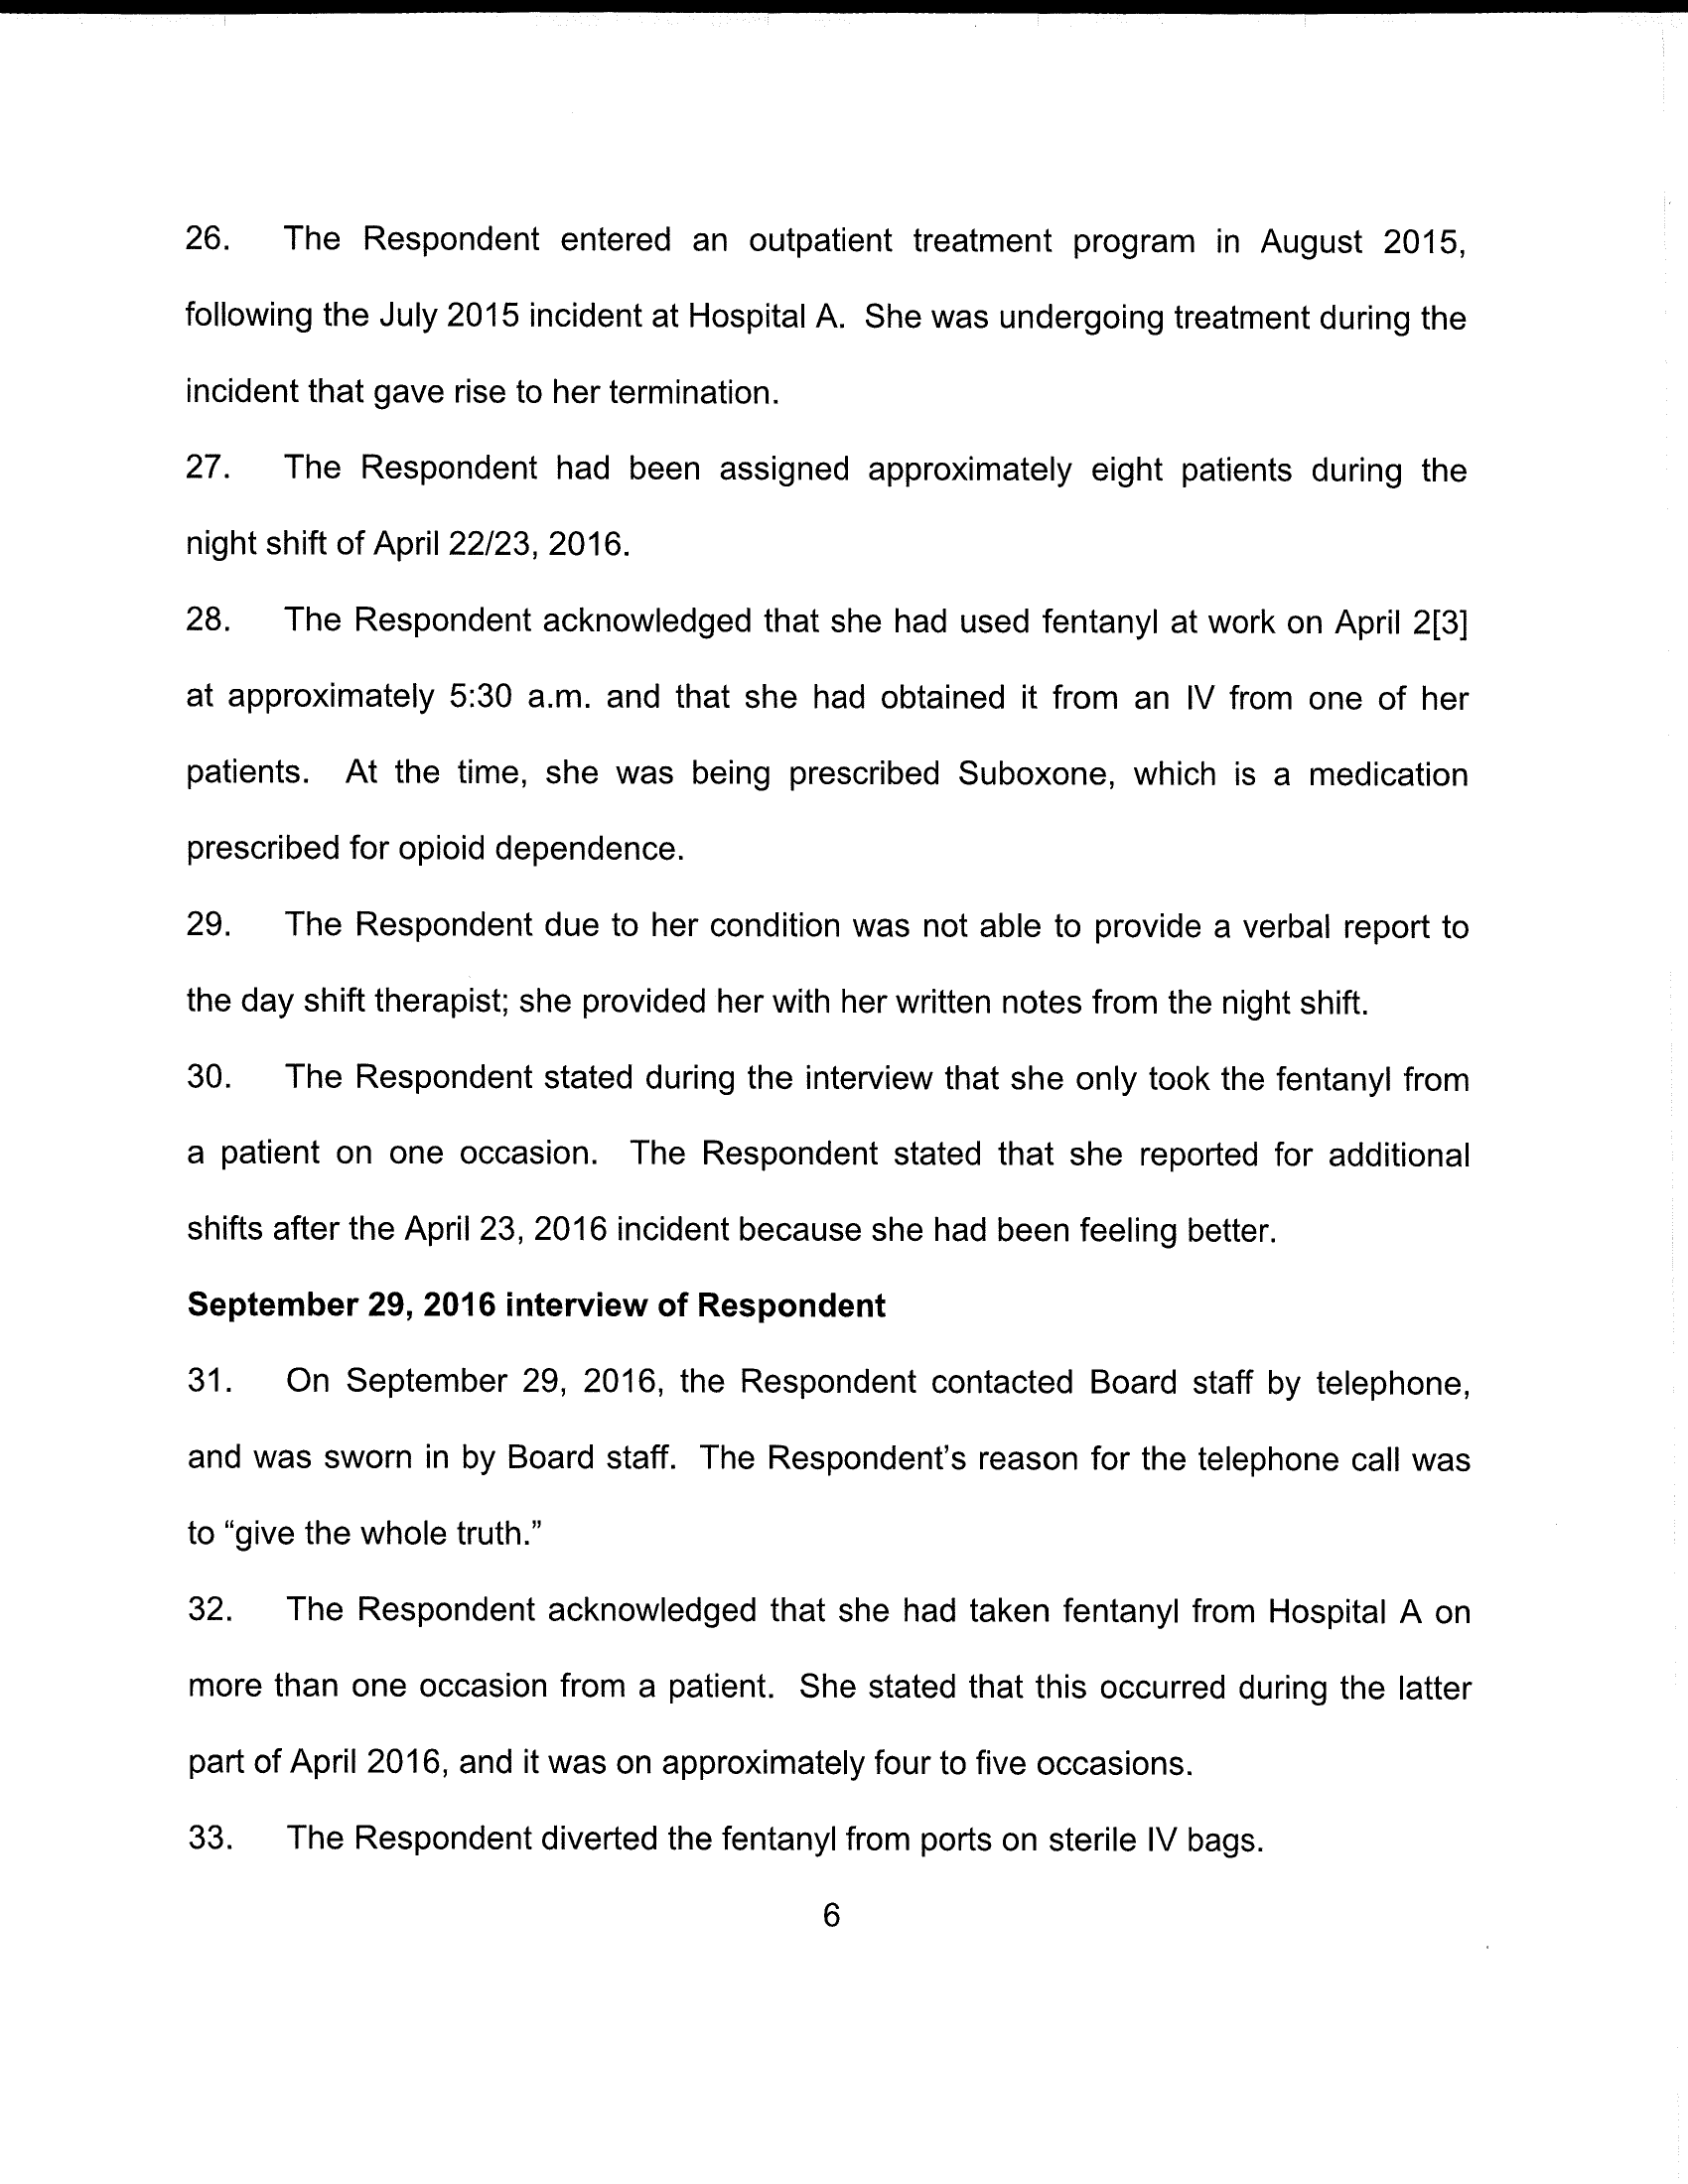 26. The Respondent entered an outpatient treatment program in August 2015,
following the July 2015 incident at Hospital A. She was undergoing treatment during the
incident that gave rise to her termination.
27. The Respondent had been assigned approximately eight patients during the
night shift of April 22/23, 2016.
28. The Respondent acknowledged that she had used fentanyl at work on April 2[3]
at approximately 5:30 a.m. and that she had obtained it from an IV from one of her
patients. At the time, she was being prescribed Suboxone, which is a medication
prescribed for opioid dependence.
29. The Respondent due to her condition was not able to provide a verbal report to
the day shift therapist; she provided her with her written notes from the night shift.
30. The Respondent stated during the interview that she only took the fentanyl from
a patient on one occasion. The Respondent stated that she reported for additional
shifts after the April 23, 2016 incident because she had been feeling better.
September 29, 2016 interview of Respondent
31. On September 29, 2016, the Respondent contacted Board staff by telephone,
and was sworn in by Board staff. The Respondent's reason for the telephone call was
to “give the whole truth.”
32. The Respondent acknowledged that she had taken fentanyl from Hospital A on
more than one occasion from a patient. She stated that this occurred during the latter
part of April 2016, and it was on approximately four to five occasions.
33. The Respondent diverted the fentanyl from ports on sterile IV bags.
6